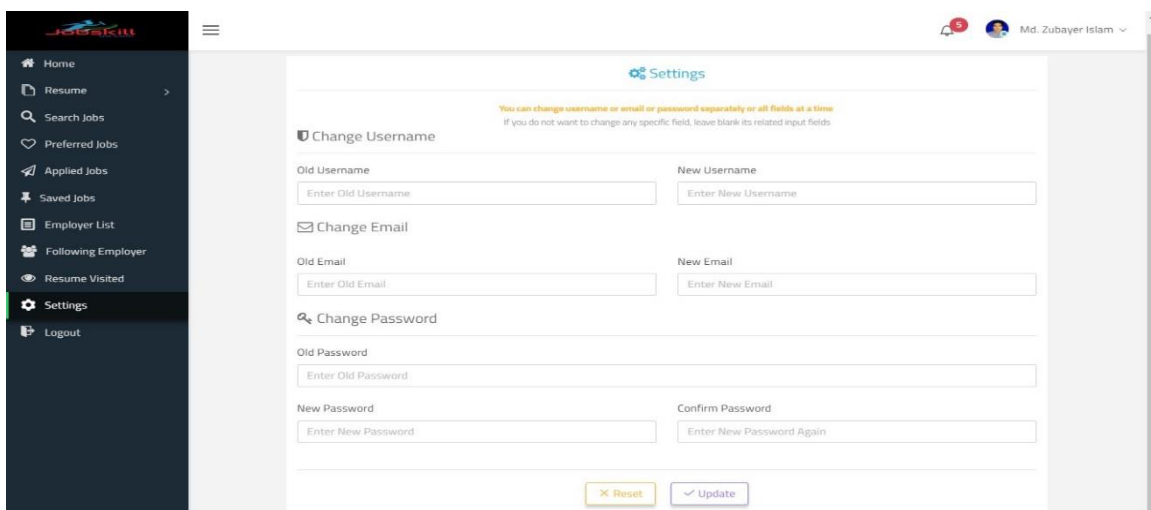 Jobskill
5
Md. Zubayer Islam
Home
Resume
Search Jobs
Preferred Jobs
Applied Jobs
Saved Jobs
Employer List
Following Employer
Resume Visited
Settings
Logout
Settings
You can change username or email or password separately or all fields at a time
If you do not want to change any specific field, leave blank its related input fields
Change Username
Old Username New Username
Enter Old Username Enter New Username
Change Email
Old Email New Email
Enter Old Email Enter New Email
Change Password
Old Password
Enter Old Password
New Password Confirm Password
Enter New Password Enter New Password Again
Reset Update